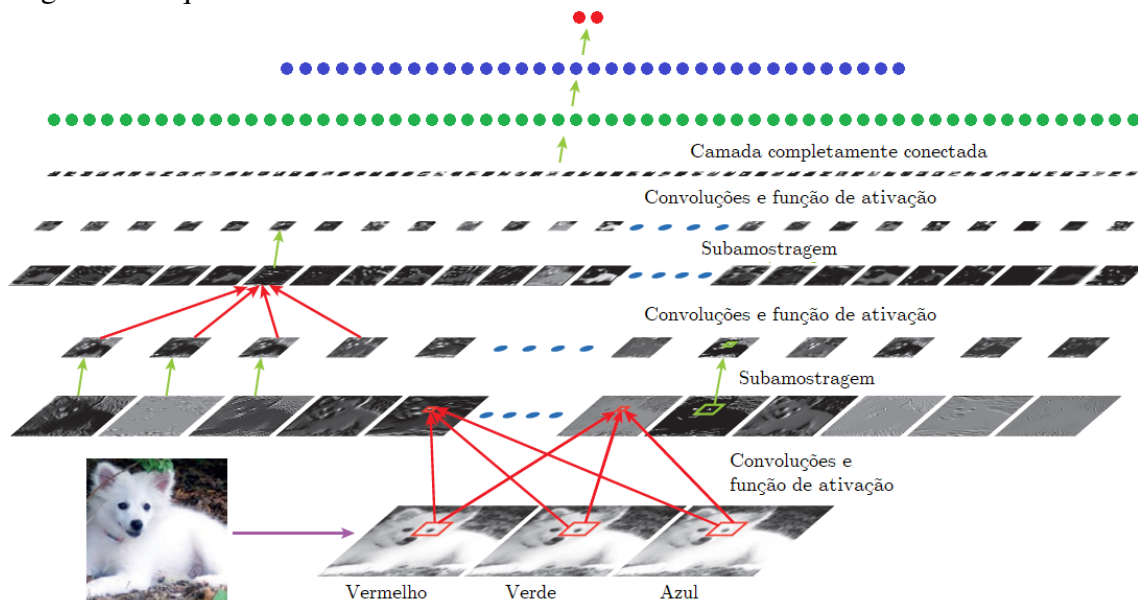 Camada completamente conectada
Convoluções e função de ativação
Subamostragem
Convoluções e função de ativação
Subamostragem
Convoluções e
função de ativação
Vermelho
Verde
Azul